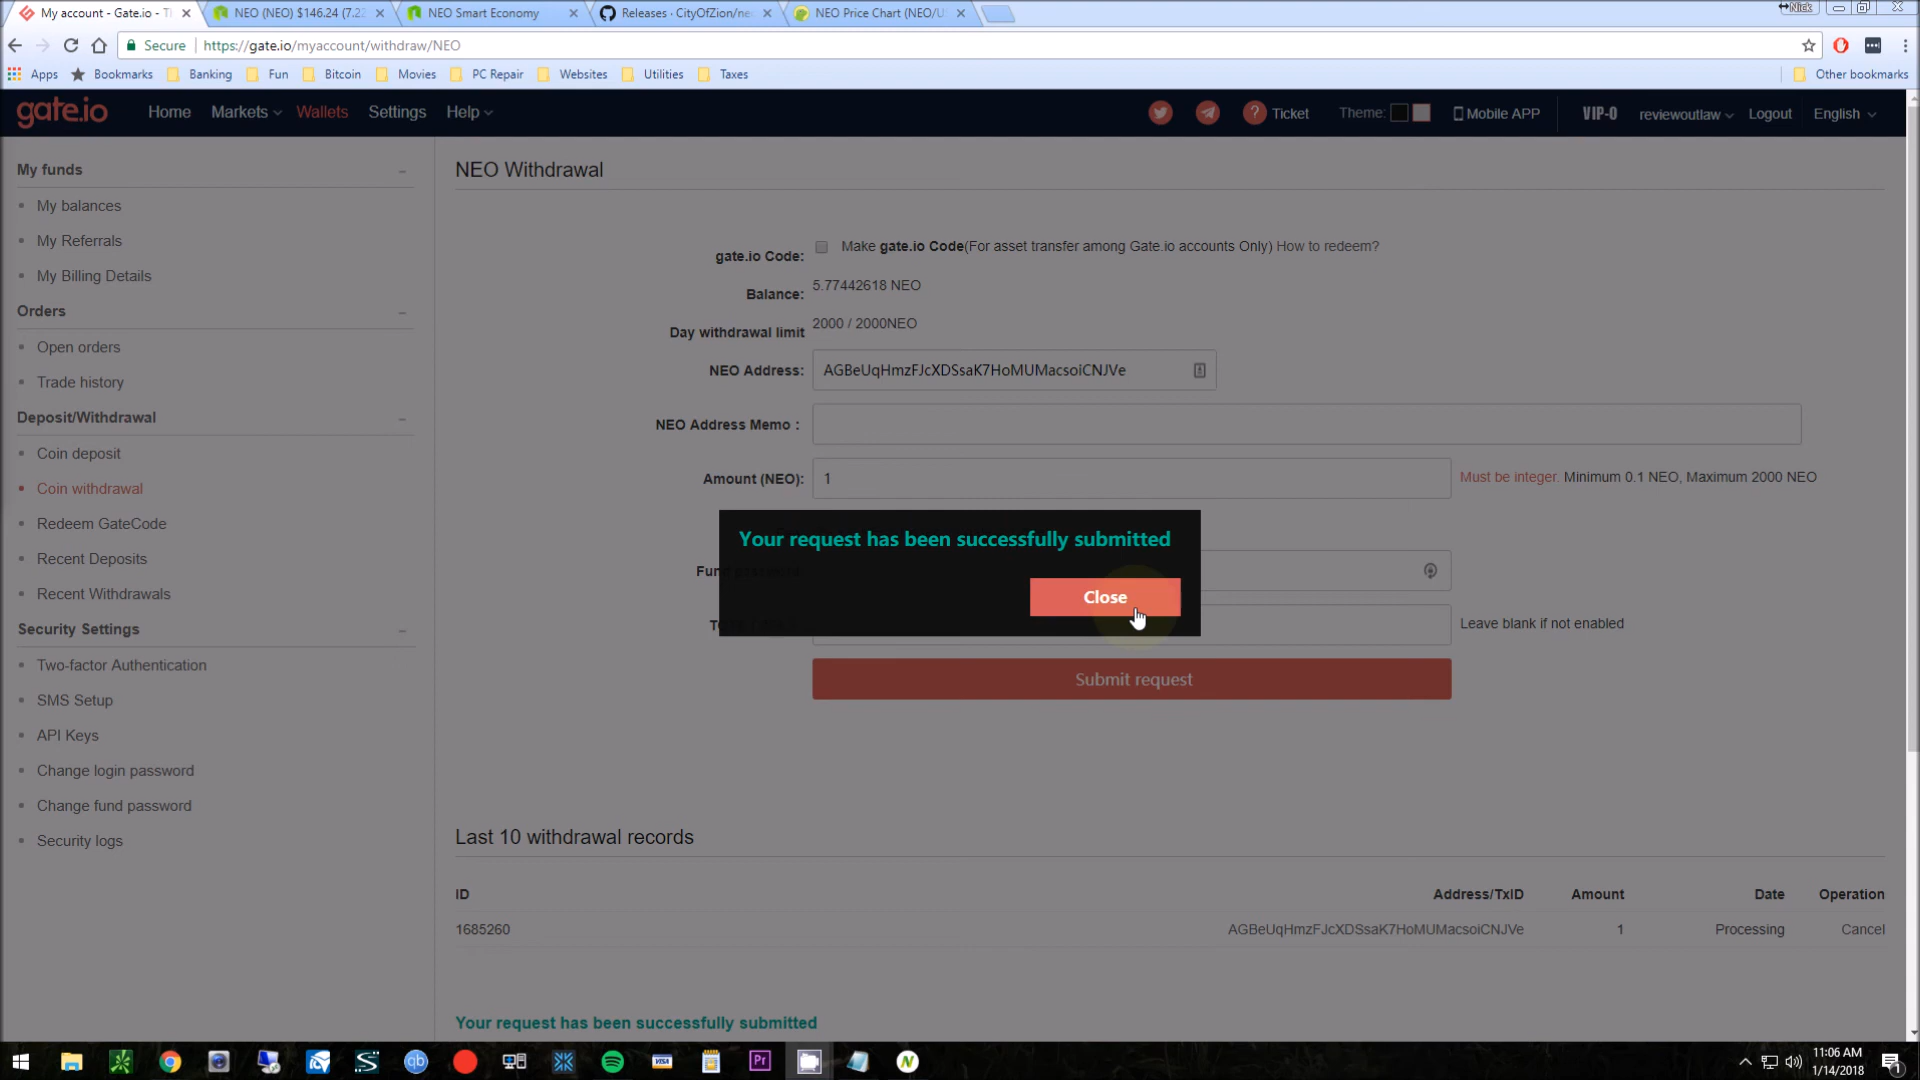 My account - Gate.io - T
NEO (NEO) $146.24 (7.22
NEO Smart Economy
Releases · CityOfZion/ne
NEO Price Chart (NEO/U
Nick
Secure
https://gate.io/myaccount/withdraw/NEO
Apps
Bookmarks
Banking
Fun
Bitcoin
Movies
PC Repair
Websites
Utilities
Taxes
Other bookmarks
gate.io
Home
Markets
Wallets
Settings
Help
Ticket
Theme:
Mobile APP
VIP-0
reviewoutlaw
Logout
English
My funds
My balances
My Referrals
My Billing Details
Orders
Open orders
Trade history
Deposit/Withdrawal
Coin deposit
Coin withdrawal
Redeem GateCode
Recent Deposits
Recent Withdrawals
Security Settings
Two-factor Authentication
SMS Setup
API Keys
Change login password
Change fund password
Security logs
NEO Withdrawal
gate.io Code:
Make gate.io Code(For asset transfer among Gate.io accounts Only) How to redeem?
Balance:
5.77442618 NEO
Day withdrawal limit
2000 / 2000NEO
NEO Address:
AGBeUqHmzFJcXDSsaK7HoMUMacsoiCNJVe
NEO Address Memo :
Amount (NEO):
1
Must be integer. Minimum 0.1 NEO, Maximum 2000 NEO
Your request has been successfully submitted
Close
Leave blank if not enabled
Submit request
Last 10 withdrawal records
ID
Address/TxID
Amount
Date
Operation
1685260
AGBeUqHmzFJcXDSsaK7HoMUMacsoiCNJVe
1
Processing
Cancel
Your request has been successfully submitted
qb
VISA
Pr
N
11:06 AM
1/14/2018
1